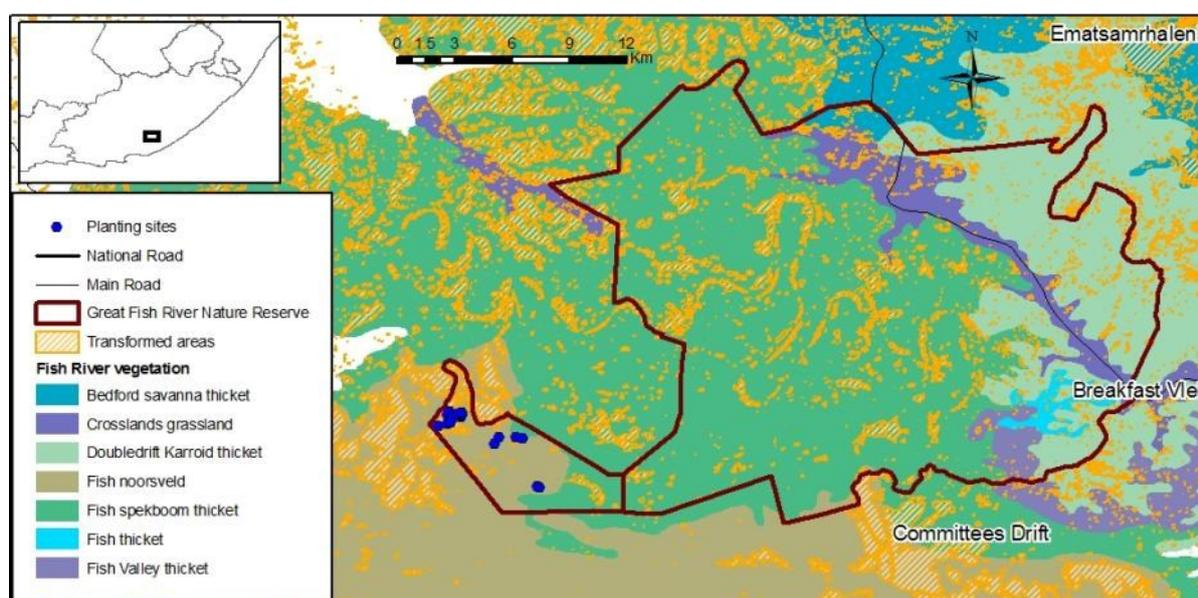 0 1.5 3 6 9 12
Km
N
Ematsamrhalen
Breakfast Vle
Committees Drift
Planting sites
National Road
Main Road
Great Fish River Nature Reserve
Transformed areas
Fish River vegetation
Bedford savanna thicket
Crosslands grassland
Doubledrift Karroid thicket
Fish noorsveld
Fish spekboom thicket
Fish thicket
Fish Valley thicket